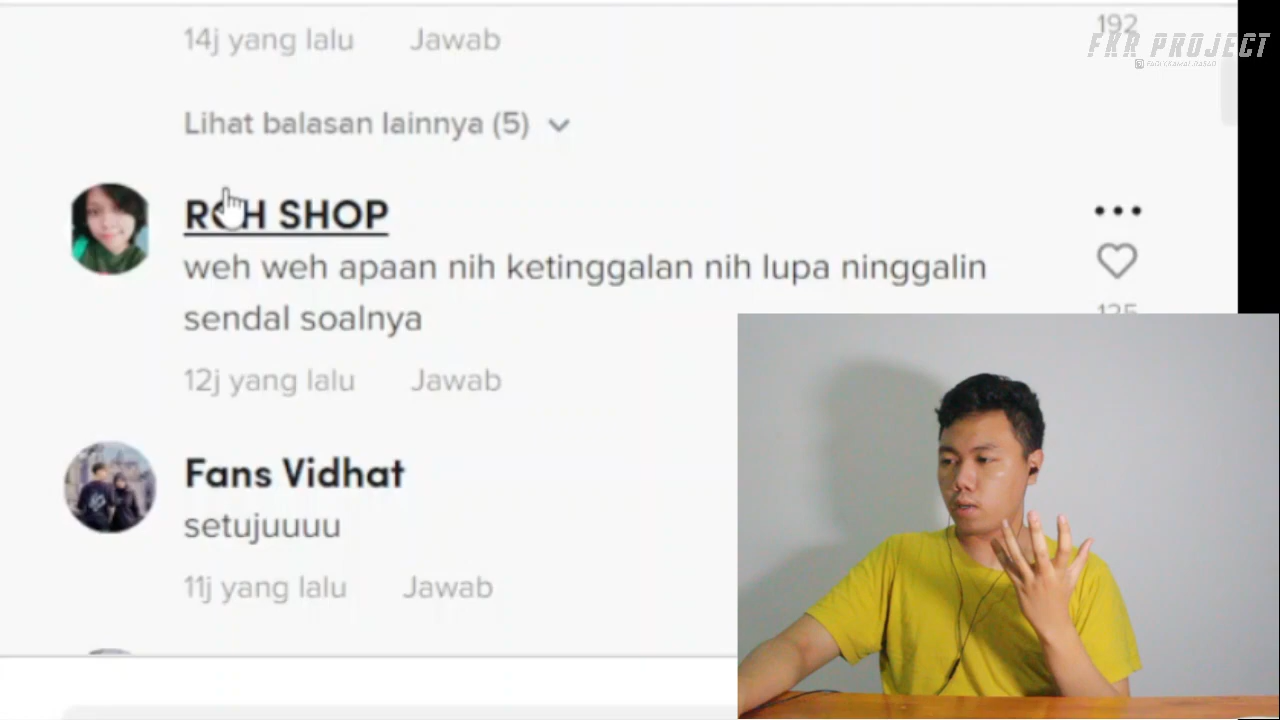 192
FKR PROJECT
14j yang lalu Jawab
Lihat balasan lainnya (5)
SHOP
weh weh apaan nih ketinggalan nih lupa ninggalin
sendal soalnya
12j yang lalu Jawab
Fans Vidhat
setujuuuu
11j yang lalu Jawab